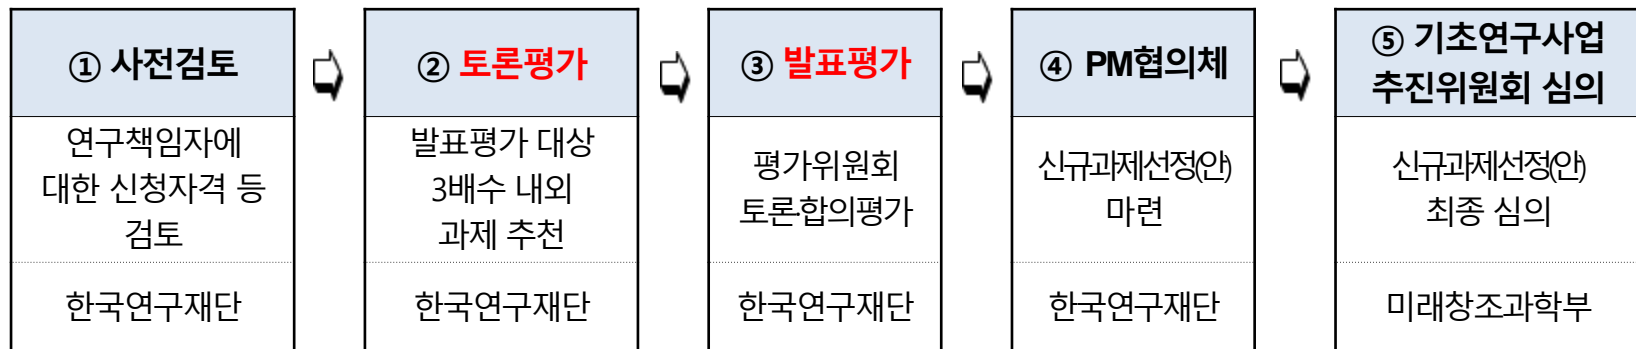 ① 사전검토
연구책임자에
대한 신청자격 등
검토
한국연구재단
② 토론평가
발표평가 대상
3배수 내외
과제 추천
한국연구재단
③ 발표평가
평가위원회
토론·합의평가
한국연구재단
④ PM협의체
신규과제선정(안)
마련
한국연구재단
⑤ 기초연구사업
추진위원회 심의
신규과제선정(안)
최종 심의
미래창조과학부